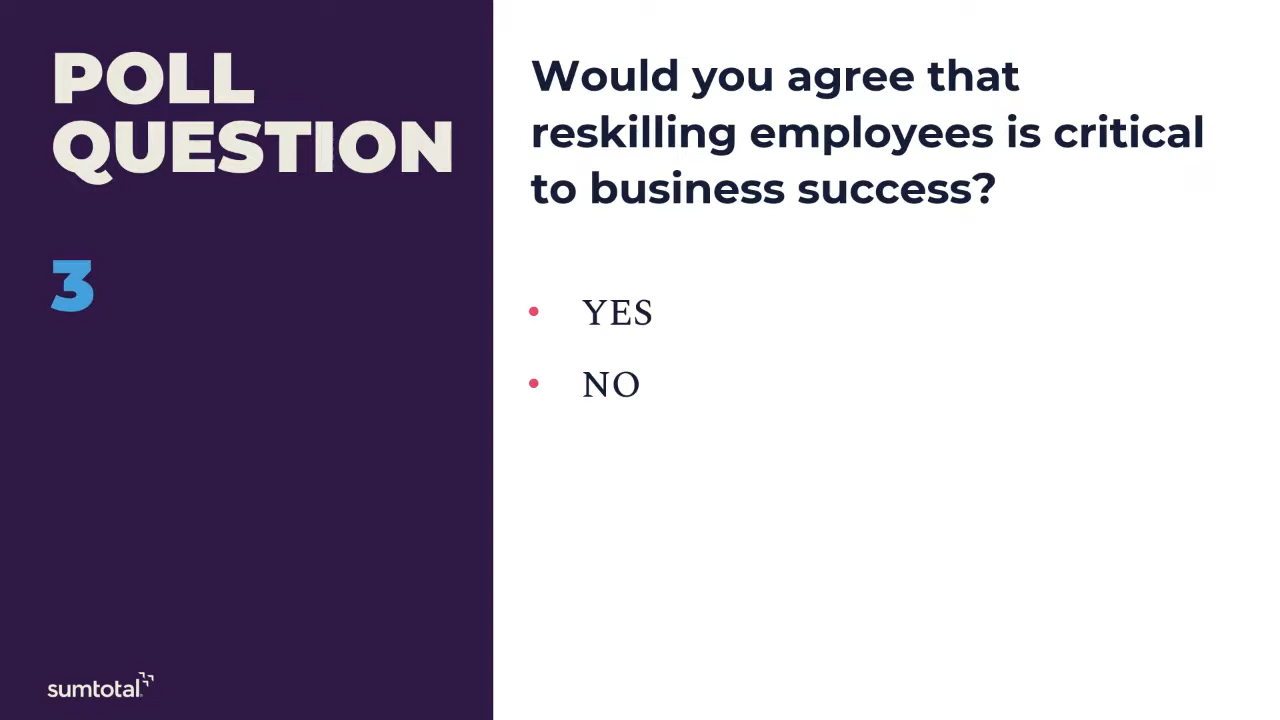 POLL
QUESTION
3
Would you agree that
reskilling employees is critical
to business success?
• YES
• NO
sumtotal